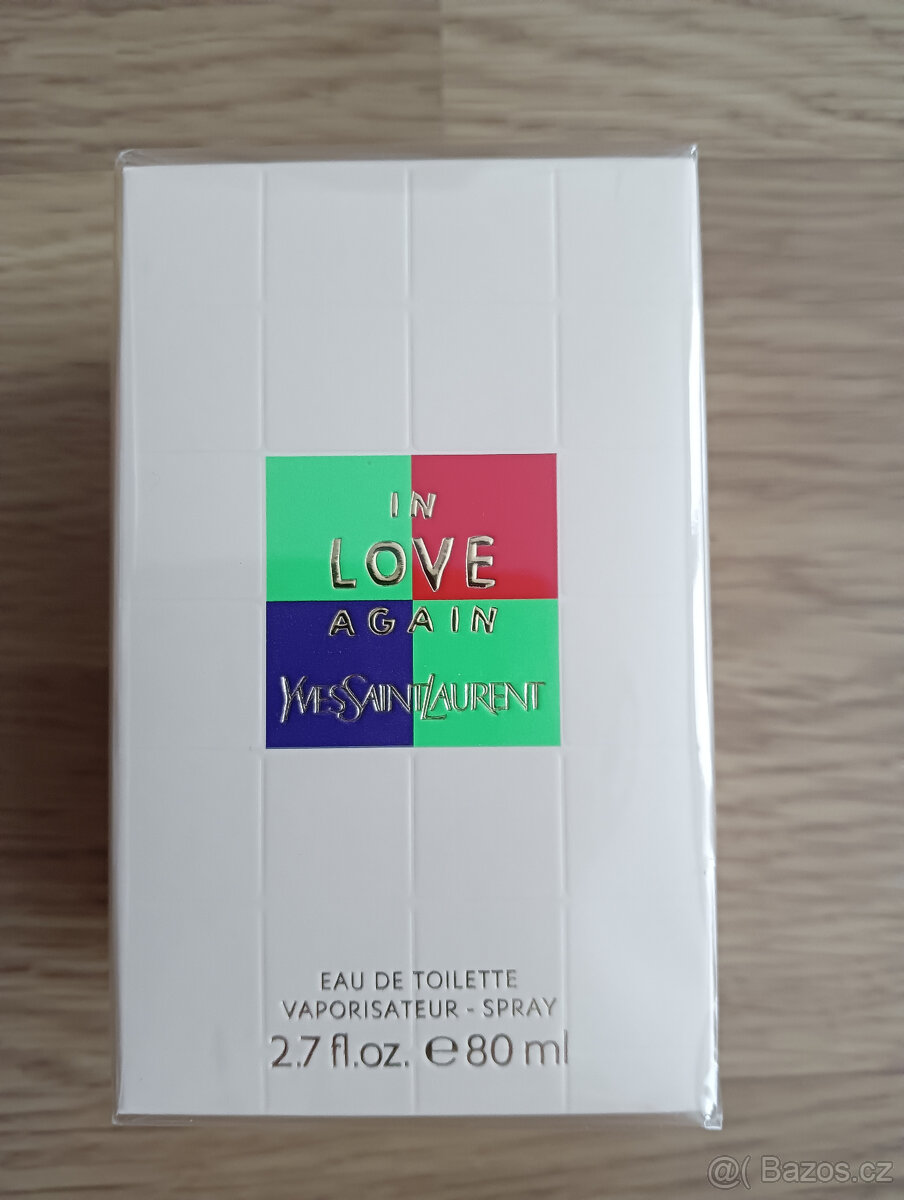 IN
LOVE
AGAIN
YVESSAINTLAURENT
EAU DE TOILETTE
VAPORISATEUR - SPRAY
2.7 fl.oz. ℮80 ml
@( Bazos.cz